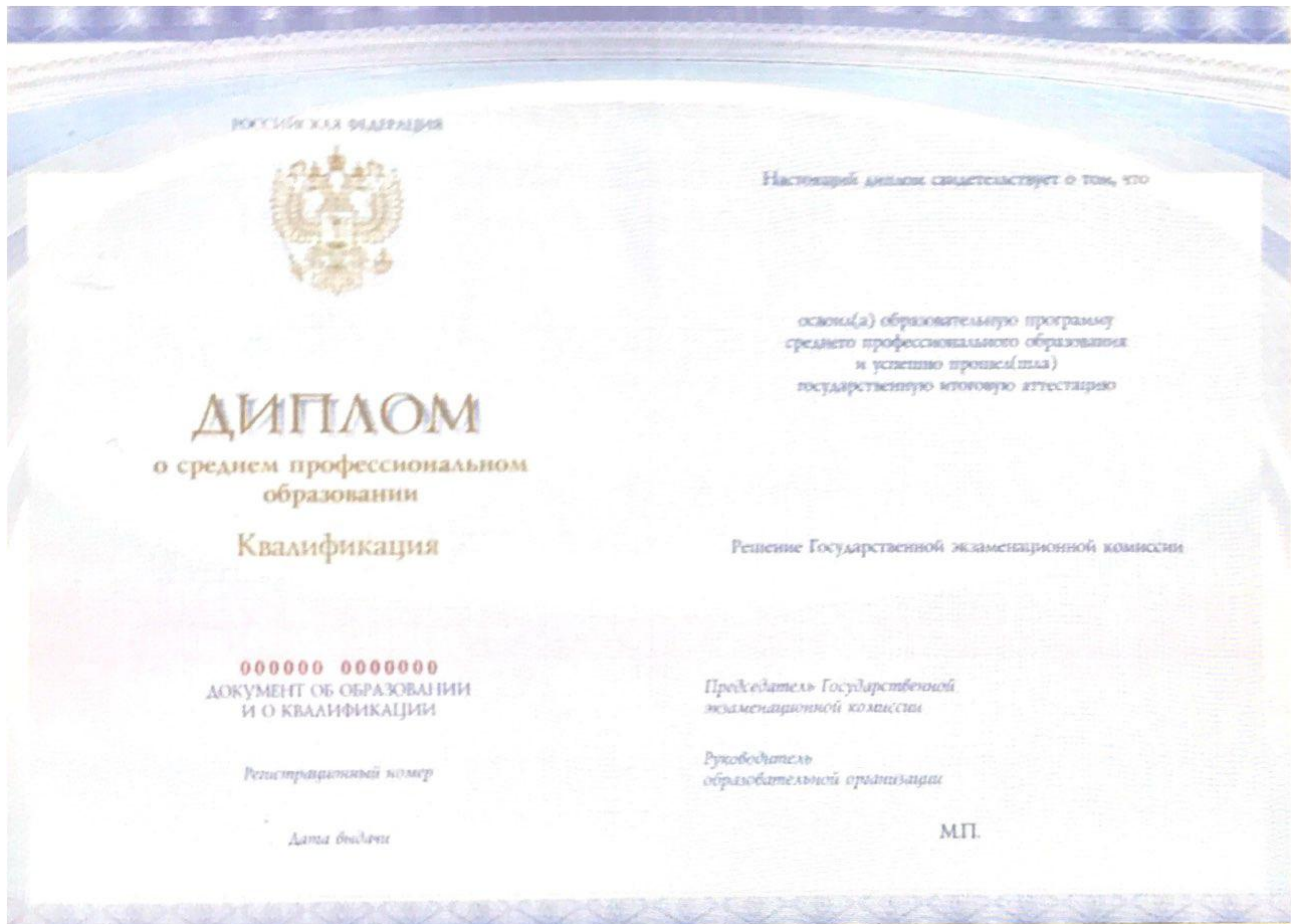 РОССИЙСКАЯ ФЕДЕРАЦИЯ
ДИПЛОМ
о среднем профессиональном
образовании
Квалификация
000000 0000000
ДОКУМЕНТ ОБ ОБРАЗОВАНИИ
И О КВАЛИФИКАЦИИ
Регистрационный номер
Дата выдачи
Настоящий диплом свидетельствует о том, что
освоил(а) образовательную программу
среднего профессионального образования
и успешно прошел(шла)
государственную итоговую аттестацию
Решение Государственной экзаменационной комиссии
Председатель Государственной
экзаменационной комиссии
Руководитель
образовательной организации
М.П.